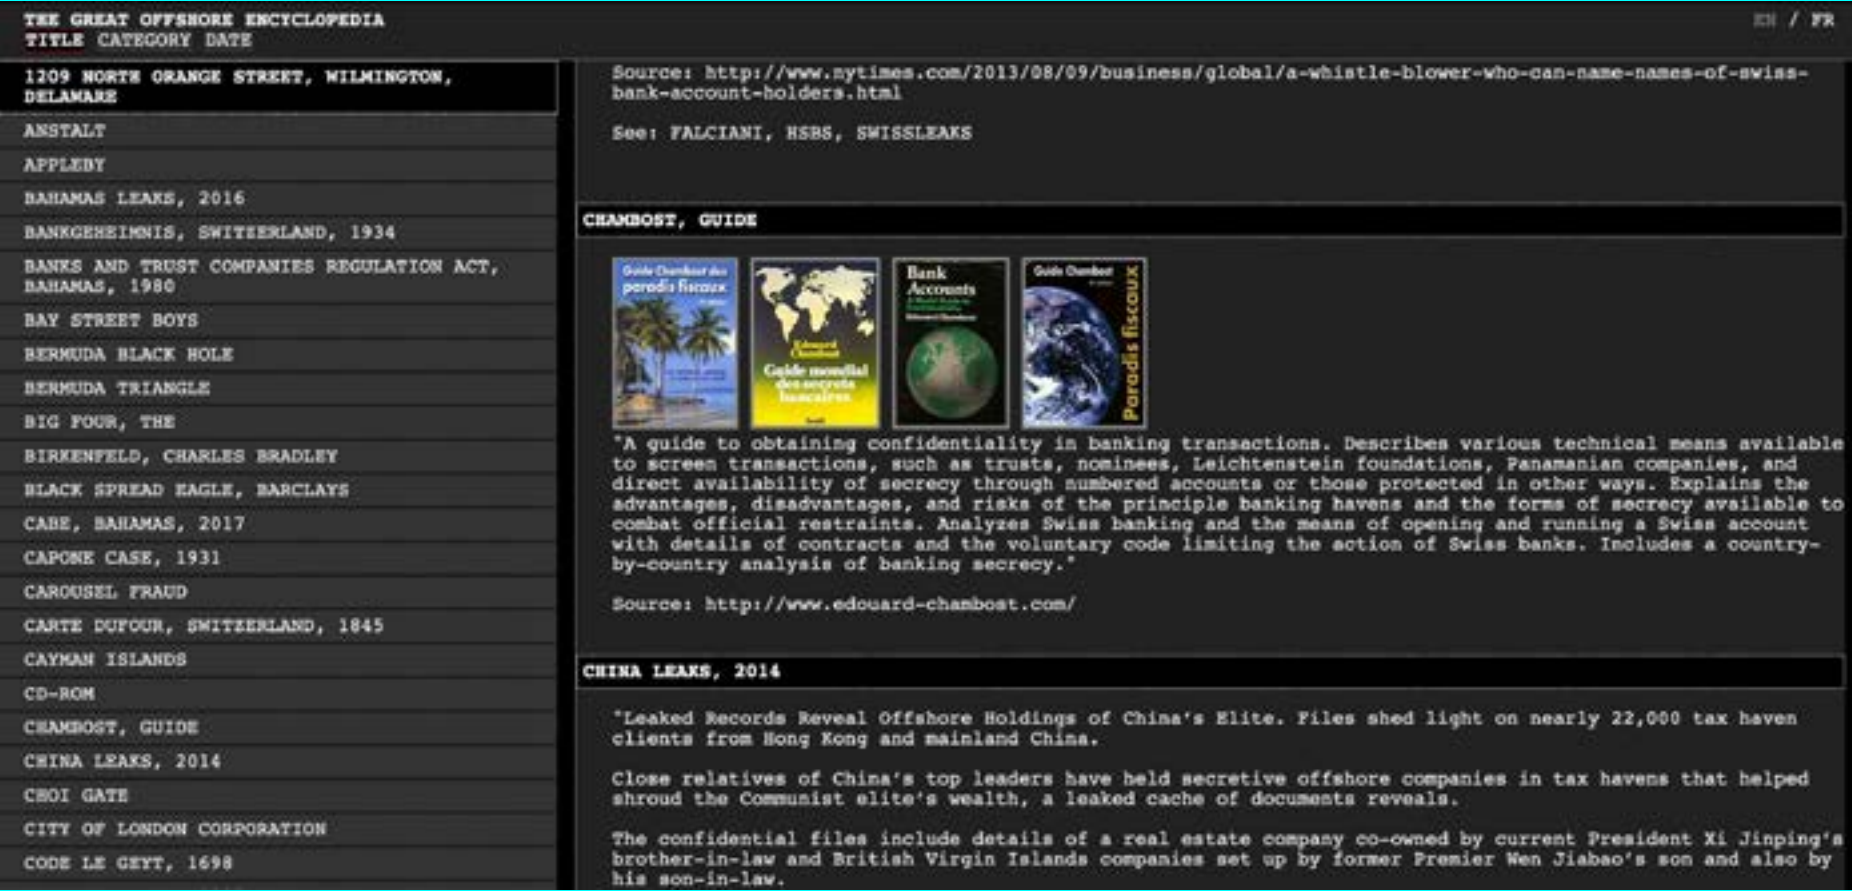 THE GREAT OFFSHORE ENCYCLOPEDIA
TITLE CATEGORY DATE
EN / FR
1209 NORTH ORANGE STREET, WILMINGTON,
DELAWARE
ANSTALT
APPLEBY
BAHAMAS LEAKS, 2016
BANKGEHEIMNIS, SWITZERLAND, 1934
BANKS AND TRUST COMPANIES REGULATION ACT,
BAHAMAS, 1980
BAY STREET BOYS
BERMUDA BLACK HOLE
BERMUDA TRIANGLE
BIG FOUR, THE
BIRKENFELD, CHARLES BRADLEY
BLACK SPREAD EAGLE, BARCLAYS
CABE, BAHAMAS, 2017
CAPONE CASE, 1931
CAROUSEL FRAUD
CARTE DUFOUR, SWITZERLAND, 1845
CAYMAN ISLANDS
CD-ROM
CHAMBOST, GUIDE
CHINA LEAKS, 2014
CHOI GATE
CITY OF LONDON CORPORATION
CODE LE GEYT, 1698
Source: http://www.nytimes.com/2013/08/09/business/global/a-whistle-blower-who-can-name-names-of-swiss-
bank-account-holders.html
See: FALCIANI, HSBS, SWISSLEAKS
CHAMBOST, GUIDE
Guide Chambost des
paradis fiscaux
Edouard
Chambost
Guide mondial
des secrets
bancaires
Bank
Accounts
Guide Chambost
Paradis fiscaux
"A guide to obtaining confidentiality in banking transactions. Describes various technical means available
to screen transactions, such as trusts, nominees, Leichtenstein foundations, Panamanian companies, and
direct availability of secrecy through numbered accounts or those protected in other ways. Explains the
advantages, disadvantages, and risks of the principle banking havens and the forms of secrecy available to
combat official restraints. Analyzes Swiss banking and the means of opening and running a Swiss account
with details of contracts and the voluntary code limiting the action of Swiss banks. Includes a country-
by-country analysis of banking secrecy."
Source: http://www.edouard-chambost.com/
CHINA LEAKS, 2014
"Leaked Records Reveal Offshore Holdings of China's Elite. Files shed light on nearly 22,000 tax haven
clients from Hong Kong and mainland China.
Close relatives of China's top leaders have held secretive offshore companies in tax havens that helped
shroud the Communist elite's wealth, a leaked cache of documents reveals.
The confidential files include details of a real estate company co-owned by current President Xi Jinping's
brother-in-law and British Virgin Islands companies set up by former Premier Wen Jiabao's son and also by
his son-in-law.